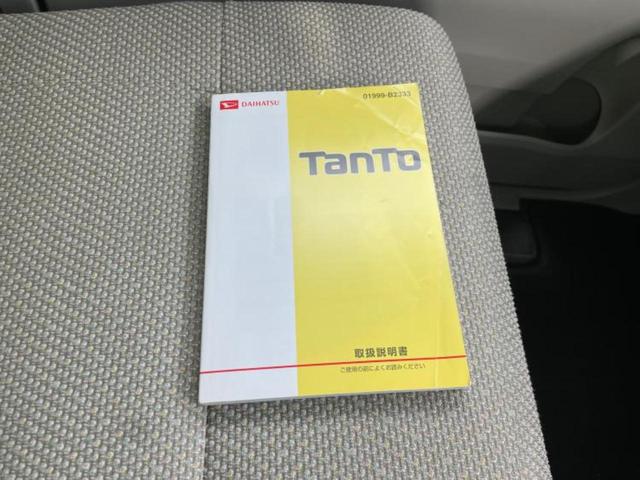 DAIHATSU
01999-B2333
TanTo
取扱説明書
ご使用の前によくお読みください